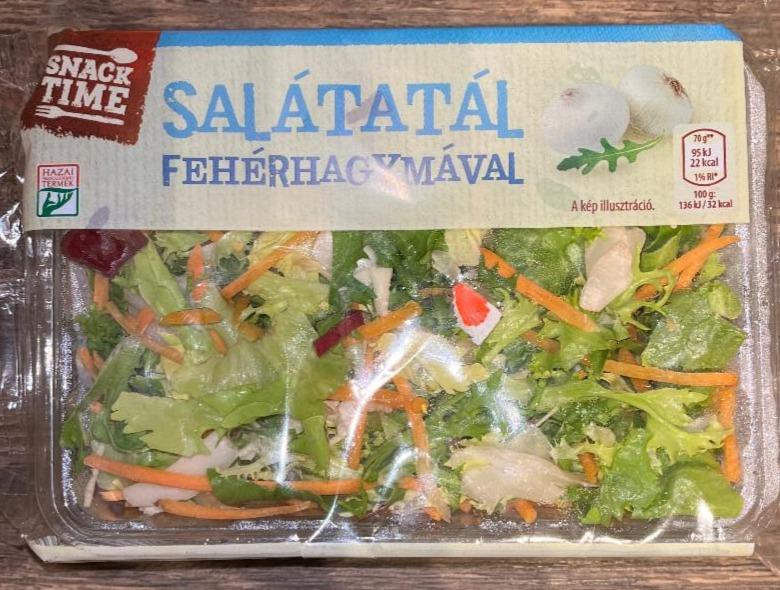 SNACK
TIME
SALÁTATÁL
FEHÉRHAGYMÁVAL
HAZAI
TERMÉK
A kép illusztráció.
70 g**
95 kJ
22 kcal
1% RI*
100 g:
136 kJ / 32 kcal